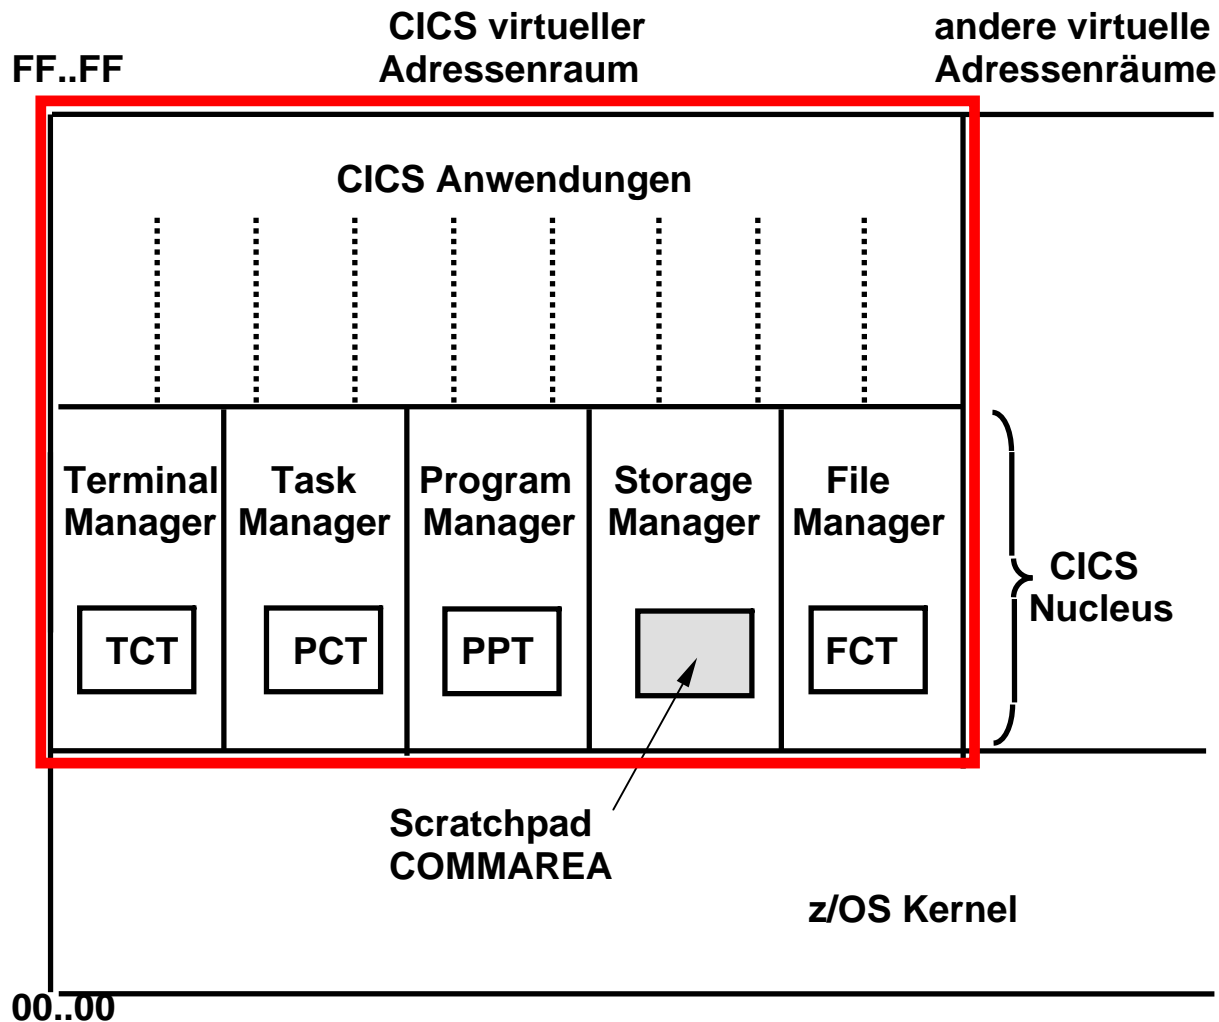 CICS virtueller
Adressenraum
andere virtuelle
Adressenräume
FF..FF
CICS Anwendungen
Terminal
Manager
Task
Manager
Program
Manager
Storage
Manager
File
Manager
CICS
Nucleus
TCT
PCT
PPT
FCT
Scratchpad
COMMAREA
z/OS Kernel
00..00